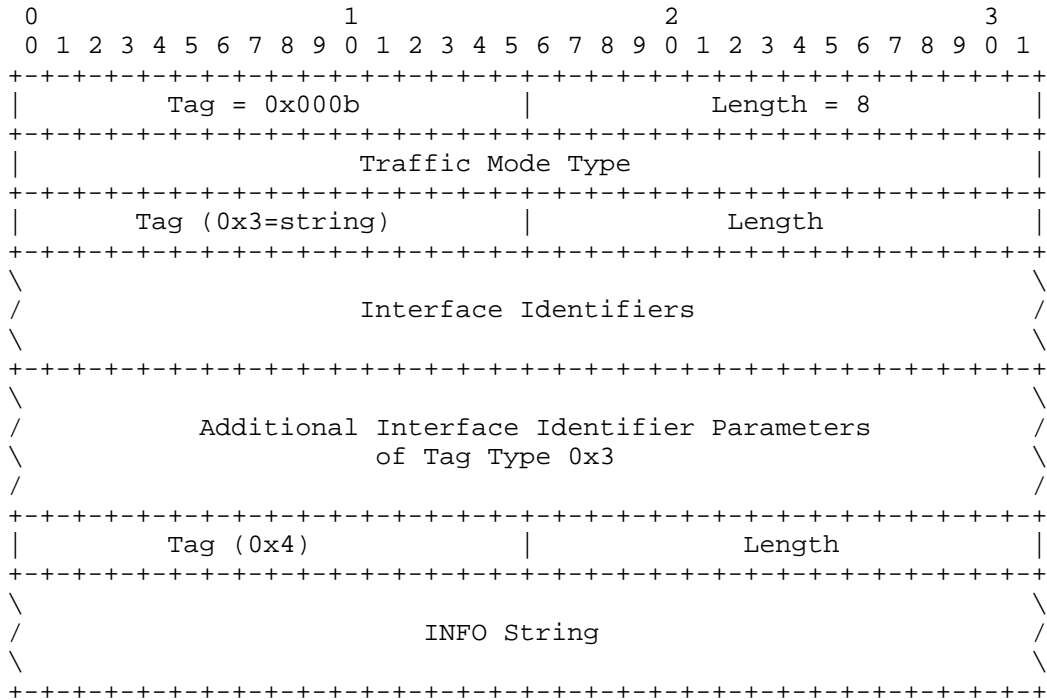 0                   1                   2                   3
 0 1 2 3 4 5 6 7 8 9 0 1 2 3 4 5 6 7 8 9 0 1 2 3 4 5 6 7 8 9 0 1
+-+-+-+-+-+-+-+-+-+-+-+-+-+-+-+-+-+-+-+-+-+-+-+-+-+-+-+-+-+-+-+-+
|         Tag = 0x000b          |           Length = 8          |
+-+-+-+-+-+-+-+-+-+-+-+-+-+-+-+-+-+-+-+-+-+-+-+-+-+-+-+-+-+-+-+-+
|                     Traffic Mode Type                         |
+-+-+-+-+-+-+-+-+-+-+-+-+-+-+-+-+-+-+-+-+-+-+-+-+-+-+-+-+-+-+-+-+
|       Tag (0x3=string)        |            Length             |
+-+-+-+-+-+-+-+-+-+-+-+-+-+-+-+-+-+-+-+-+-+-+-+-+-+-+-+-+-+-+-+-+
\                                                               \
/                     Interface Identifiers                     /
\                                                               \
+-+-+-+-+-+-+-+-+-+-+-+-+-+-+-+-+-+-+-+-+-+-+-+-+-+-+-+-+-+-+-+-+
\                                                               \
/           Additional Interface Identifier Parameters          /
\                      of Tag Type 0x3                          \
/                                                               /
+-+-+-+-+-+-+-+-+-+-+-+-+-+-+-+-+-+-+-+-+-+-+-+-+-+-+-+-+-+-+-+-+
|         Tag (0x4)             |             Length            |
+-+-+-+-+-+-+-+-+-+-+-+-+-+-+-+-+-+-+-+-+-+-+-+-+-+-+-+-+-+-+-+-+
\                                                               \
/                         INFO String                           /
\                                                               \
+-+-+-+-+-+-+-+-+-+-+-+-+-+-+-+-+-+-+-+-+-+-+-+-+-+-+-+-+-+-+-+-+